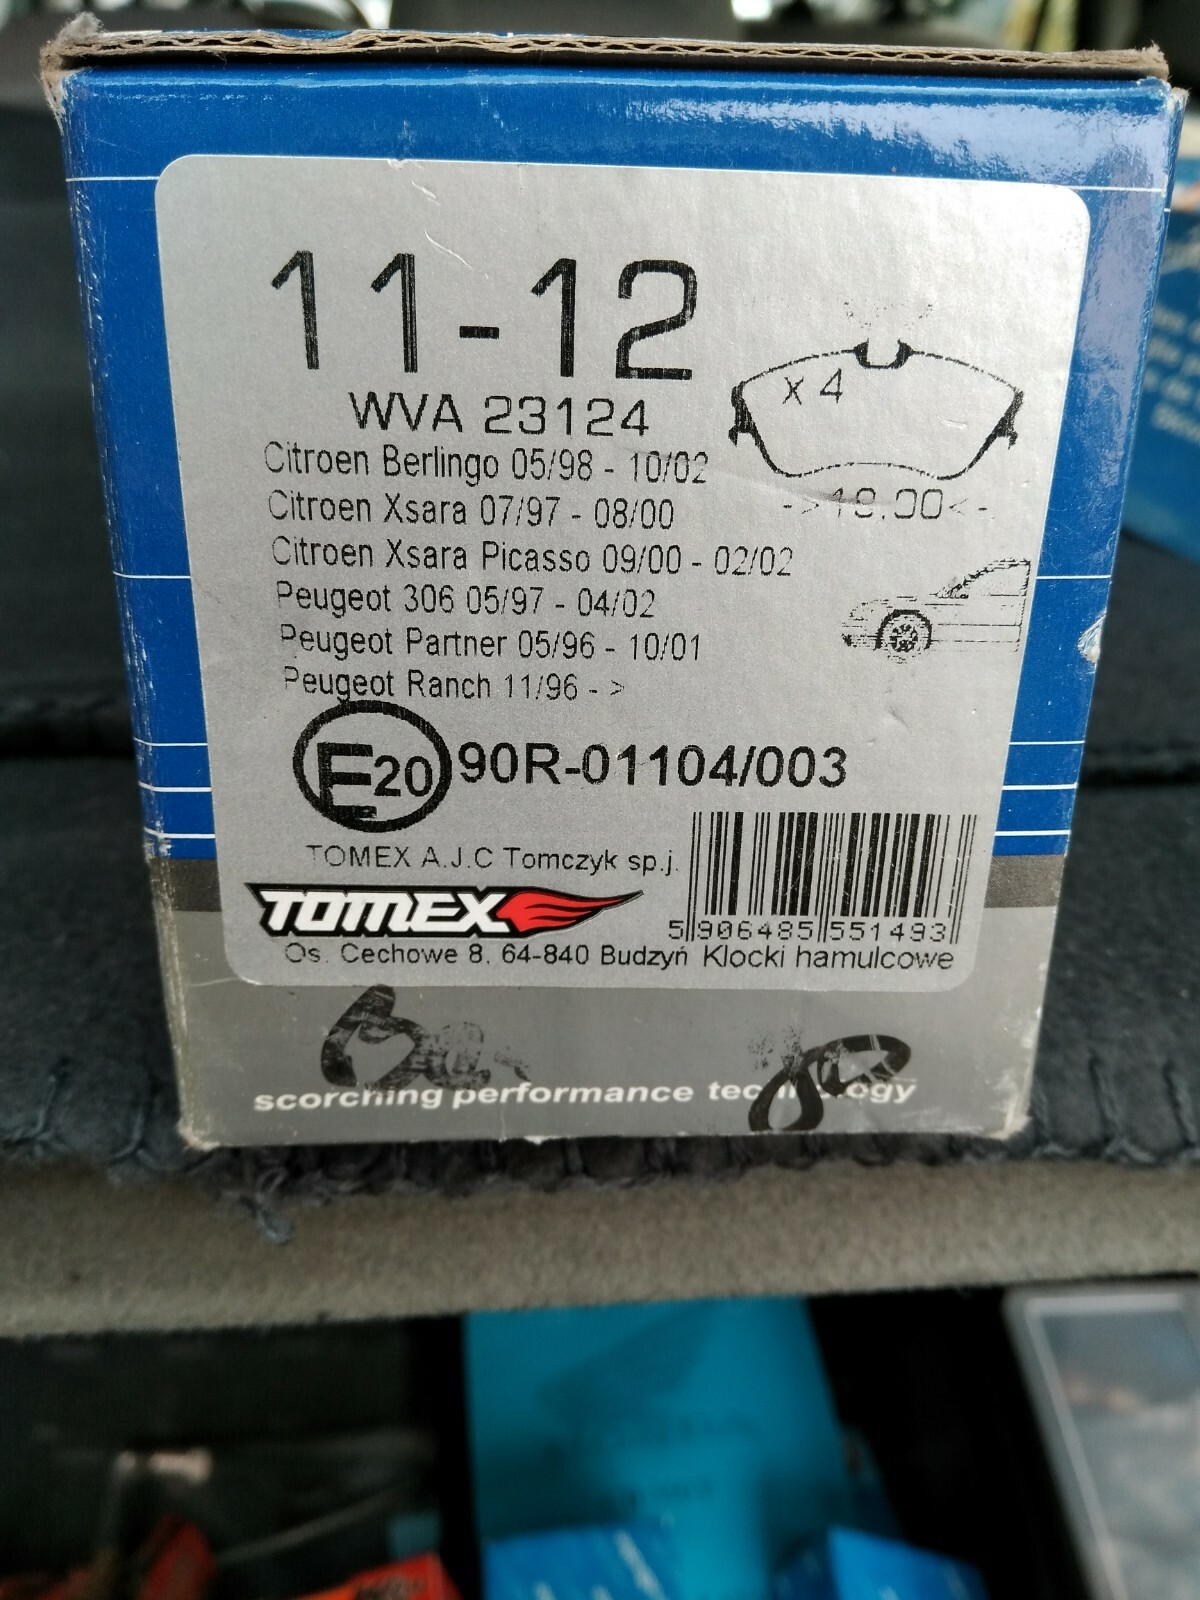 11-12
WVA 23124
x 4
Citroen Berlingo 05/98 - 10/02
->18.00<-
Citroen Xsara 07/97 - 08/00
Citroen Xsara Picasso 09/00 - 02/02
Peugeot 306 05/97 - 04/02
Peugeot Partner 05/96 - 10/01
Peugeot Ranch 11/96 - >
E20 90R-01104/003
TOMEX A.J.C Tomczyk sp.j.
TOMEX
5 906485 551493
Os. Cechowe 8, 64-840 Budzyń Klocki hamulcowe
scorching performance technology